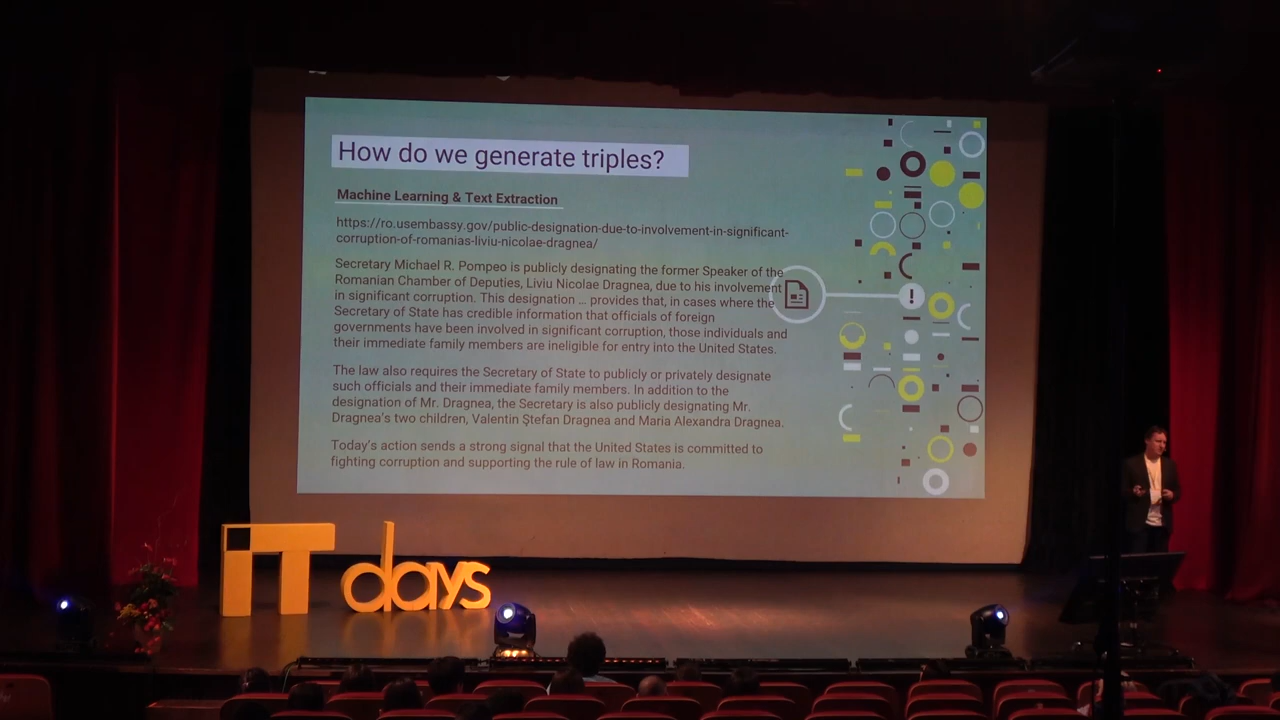 How do we generate triples?
Machine Learning & Text Extraction
https://ro.usembassy.gov/public-designation-due-to-involvement-in-significant-
corruption-of-romanias-liviu-nicolae-dragnea/
Secretary Michael R. Pompeo is publicly designating the former Speaker of the
Romanian Chamber of Deputies, Liviu Nicolae Dragnea, due to his involvement
in significant corruption. This designation … provides that, in cases where the
Secretary of State has credible information that officials of foreign
governments have been involved in significant corruption, those individuals and
their immediate family members are ineligible for entry into the United States.
The law also requires the Secretary of State to publicly or privately designate
such officials and their immediate family members. In addition to the
designation of Mr. Dragnea, the Secretary is also publicly designating Mr.
Dragnea's two children, Valentin Ştefan Dragnea and Maria Alexandra Dragnea.
Today's action sends a strong signal that the United States is committed to
fighting corruption and supporting the rule of law in Romania.
!
iT days